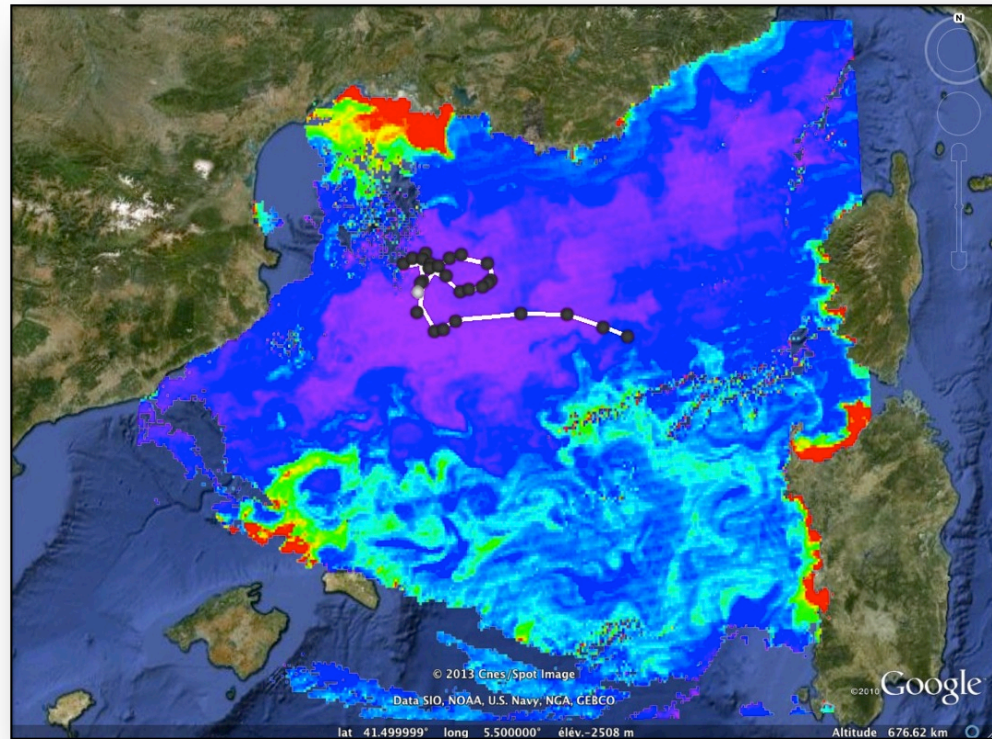 N
© 2013 Cnes/Spot Image
Data SIO, NOAA, U.S. Navy, NGA, GEBCO
©2010 Google
lat 41.499999° long 5.500000° élév.-2508 m Altitude 676.62 km